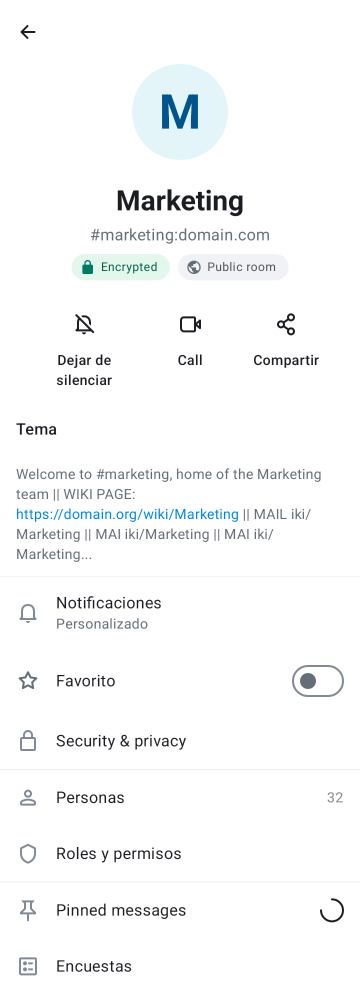 M
Marketing
#marketing:domain.com
Encrypted
Public room
Dejar de
silenciar
Call
Compartir
Tema
Welcome to #marketing, home of the Marketing
team || WIKI PAGE:
https://domain.org/wiki/Marketing || MAIL iki/
Marketing || MAI iki/Marketing || MAI iki/
Marketing...
Notificaciones
Personalizado
Favorito
Security & privacy
Personas 32
Roles y permisos
Pinned messages
Encuestas